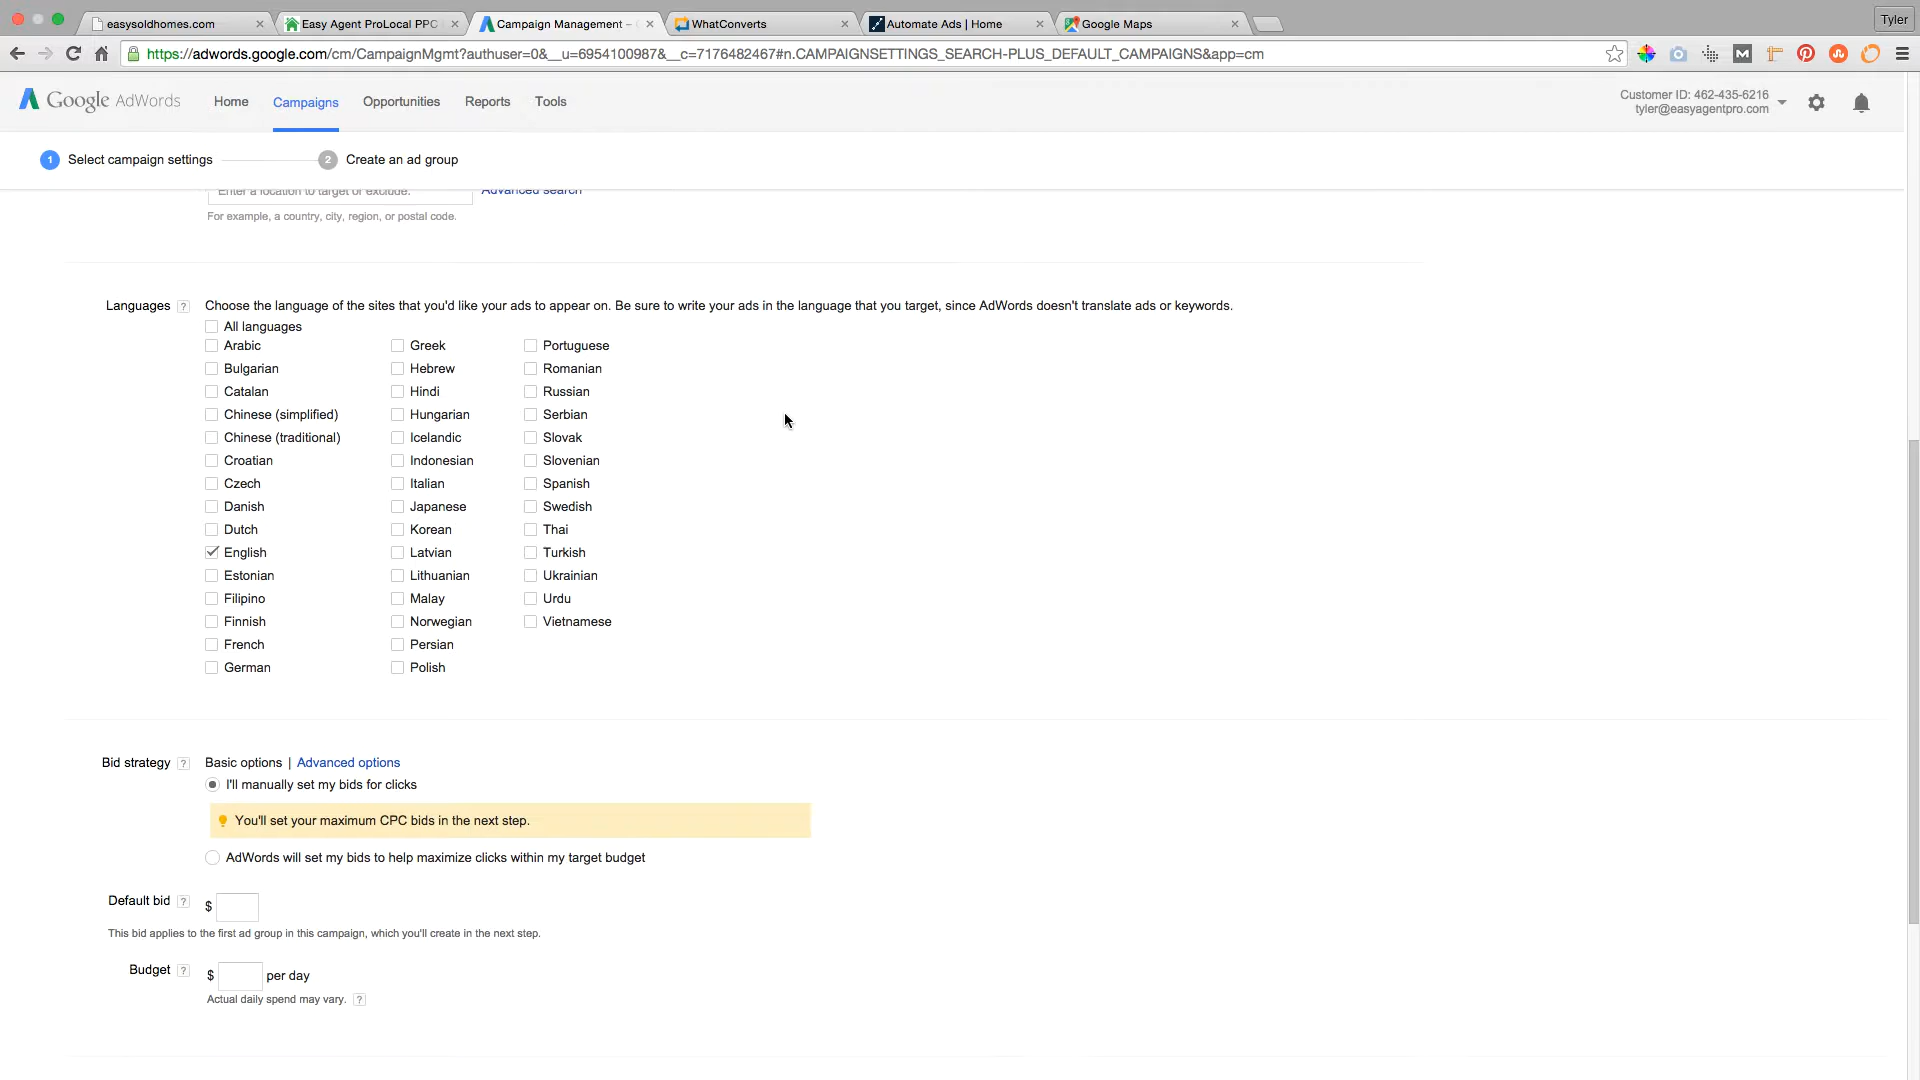 easysoldhomes.com
Easy Agent ProLocal PPC
Campaign Management –
WhatConverts
Automate Ads | Home
Google Maps
Tyler
https://adwords.google.com/cm/CampaignMgmt?authuser=0&__u=6954100987&__c=7176482467#n.CAMPAIGNSETTINGS_SEARCH-PLUS_DEFAULT_CAMPAIGNS&app=cm
Google AdWords
Home
Campaigns
Opportunities
Reports
Tools
Customer ID: 462-435-6216
tyler@easyagentpro.com
1 Select campaign settings
2 Create an ad group
Enter a location to target or exclude.
Advanced search
For example, a country, city, region, or postal code.
Languages ?
Choose the language of the sites that you'd like your ads to appear on. Be sure to write your ads in the language that you target, since AdWords doesn't translate ads or keywords.
All languages
Arabic
Bulgarian
Catalan
Chinese (simplified)
Chinese (traditional)
Croatian
Czech
Danish
Dutch
English
Estonian
Filipino
Finnish
French
German
Greek
Hebrew
Hindi
Hungarian
Icelandic
Indonesian
Italian
Japanese
Korean
Latvian
Lithuanian
Malay
Norwegian
Persian
Polish
Portuguese
Romanian
Russian
Serbian
Slovak
Slovenian
Spanish
Swedish
Thai
Turkish
Ukrainian
Urdu
Vietnamese
Bid strategy ?
Basic options | Advanced options
I'll manually set my bids for clicks
You'll set your maximum CPC bids in the next step.
AdWords will set my bids to help maximize clicks within my target budget
Default bid ? $
This bid applies to the first ad group in this campaign, which you'll create in the next step.
Budget ? $ per day
Actual daily spend may vary. ?